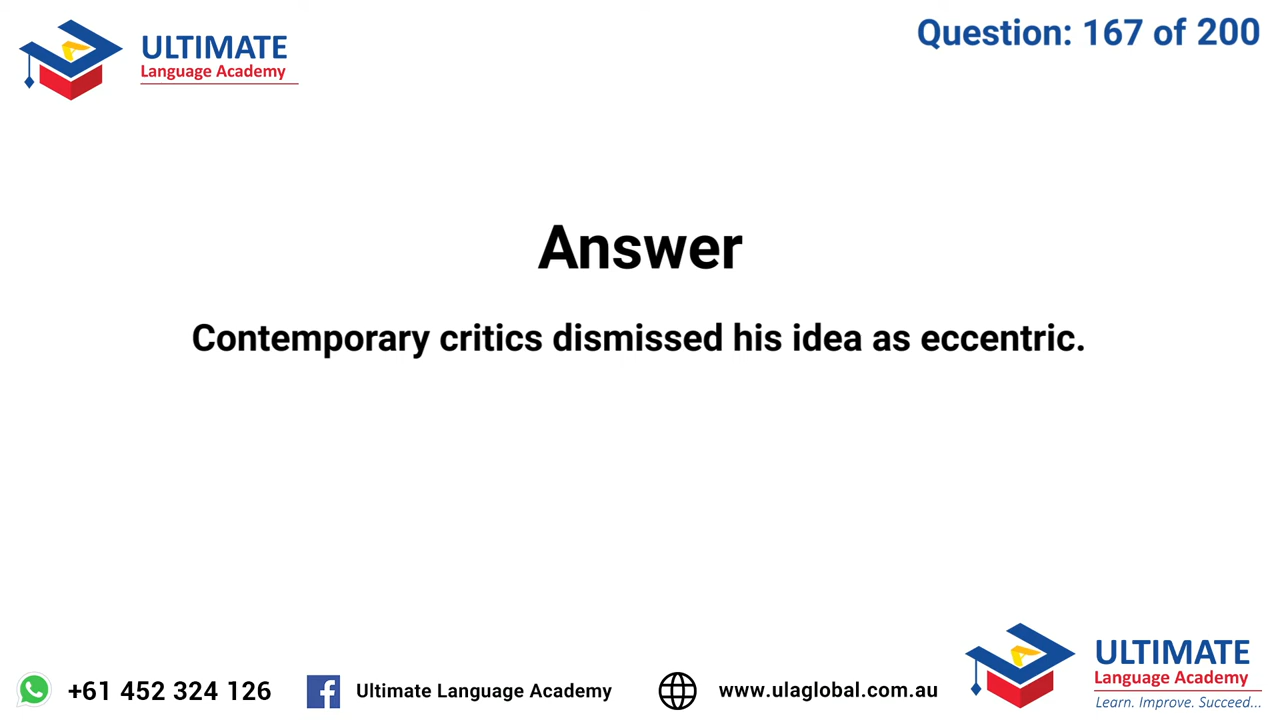 ULTIMATE
Language Academy
Question: 167 of 200
Answer
Contemporary critics dismissed his idea as eccentric.
+61 452 324 126
Ultimate Language Academy
www.ulaglobal.com.au
ULTIMATE
Language Academy
Learn. Improve. Succeed...